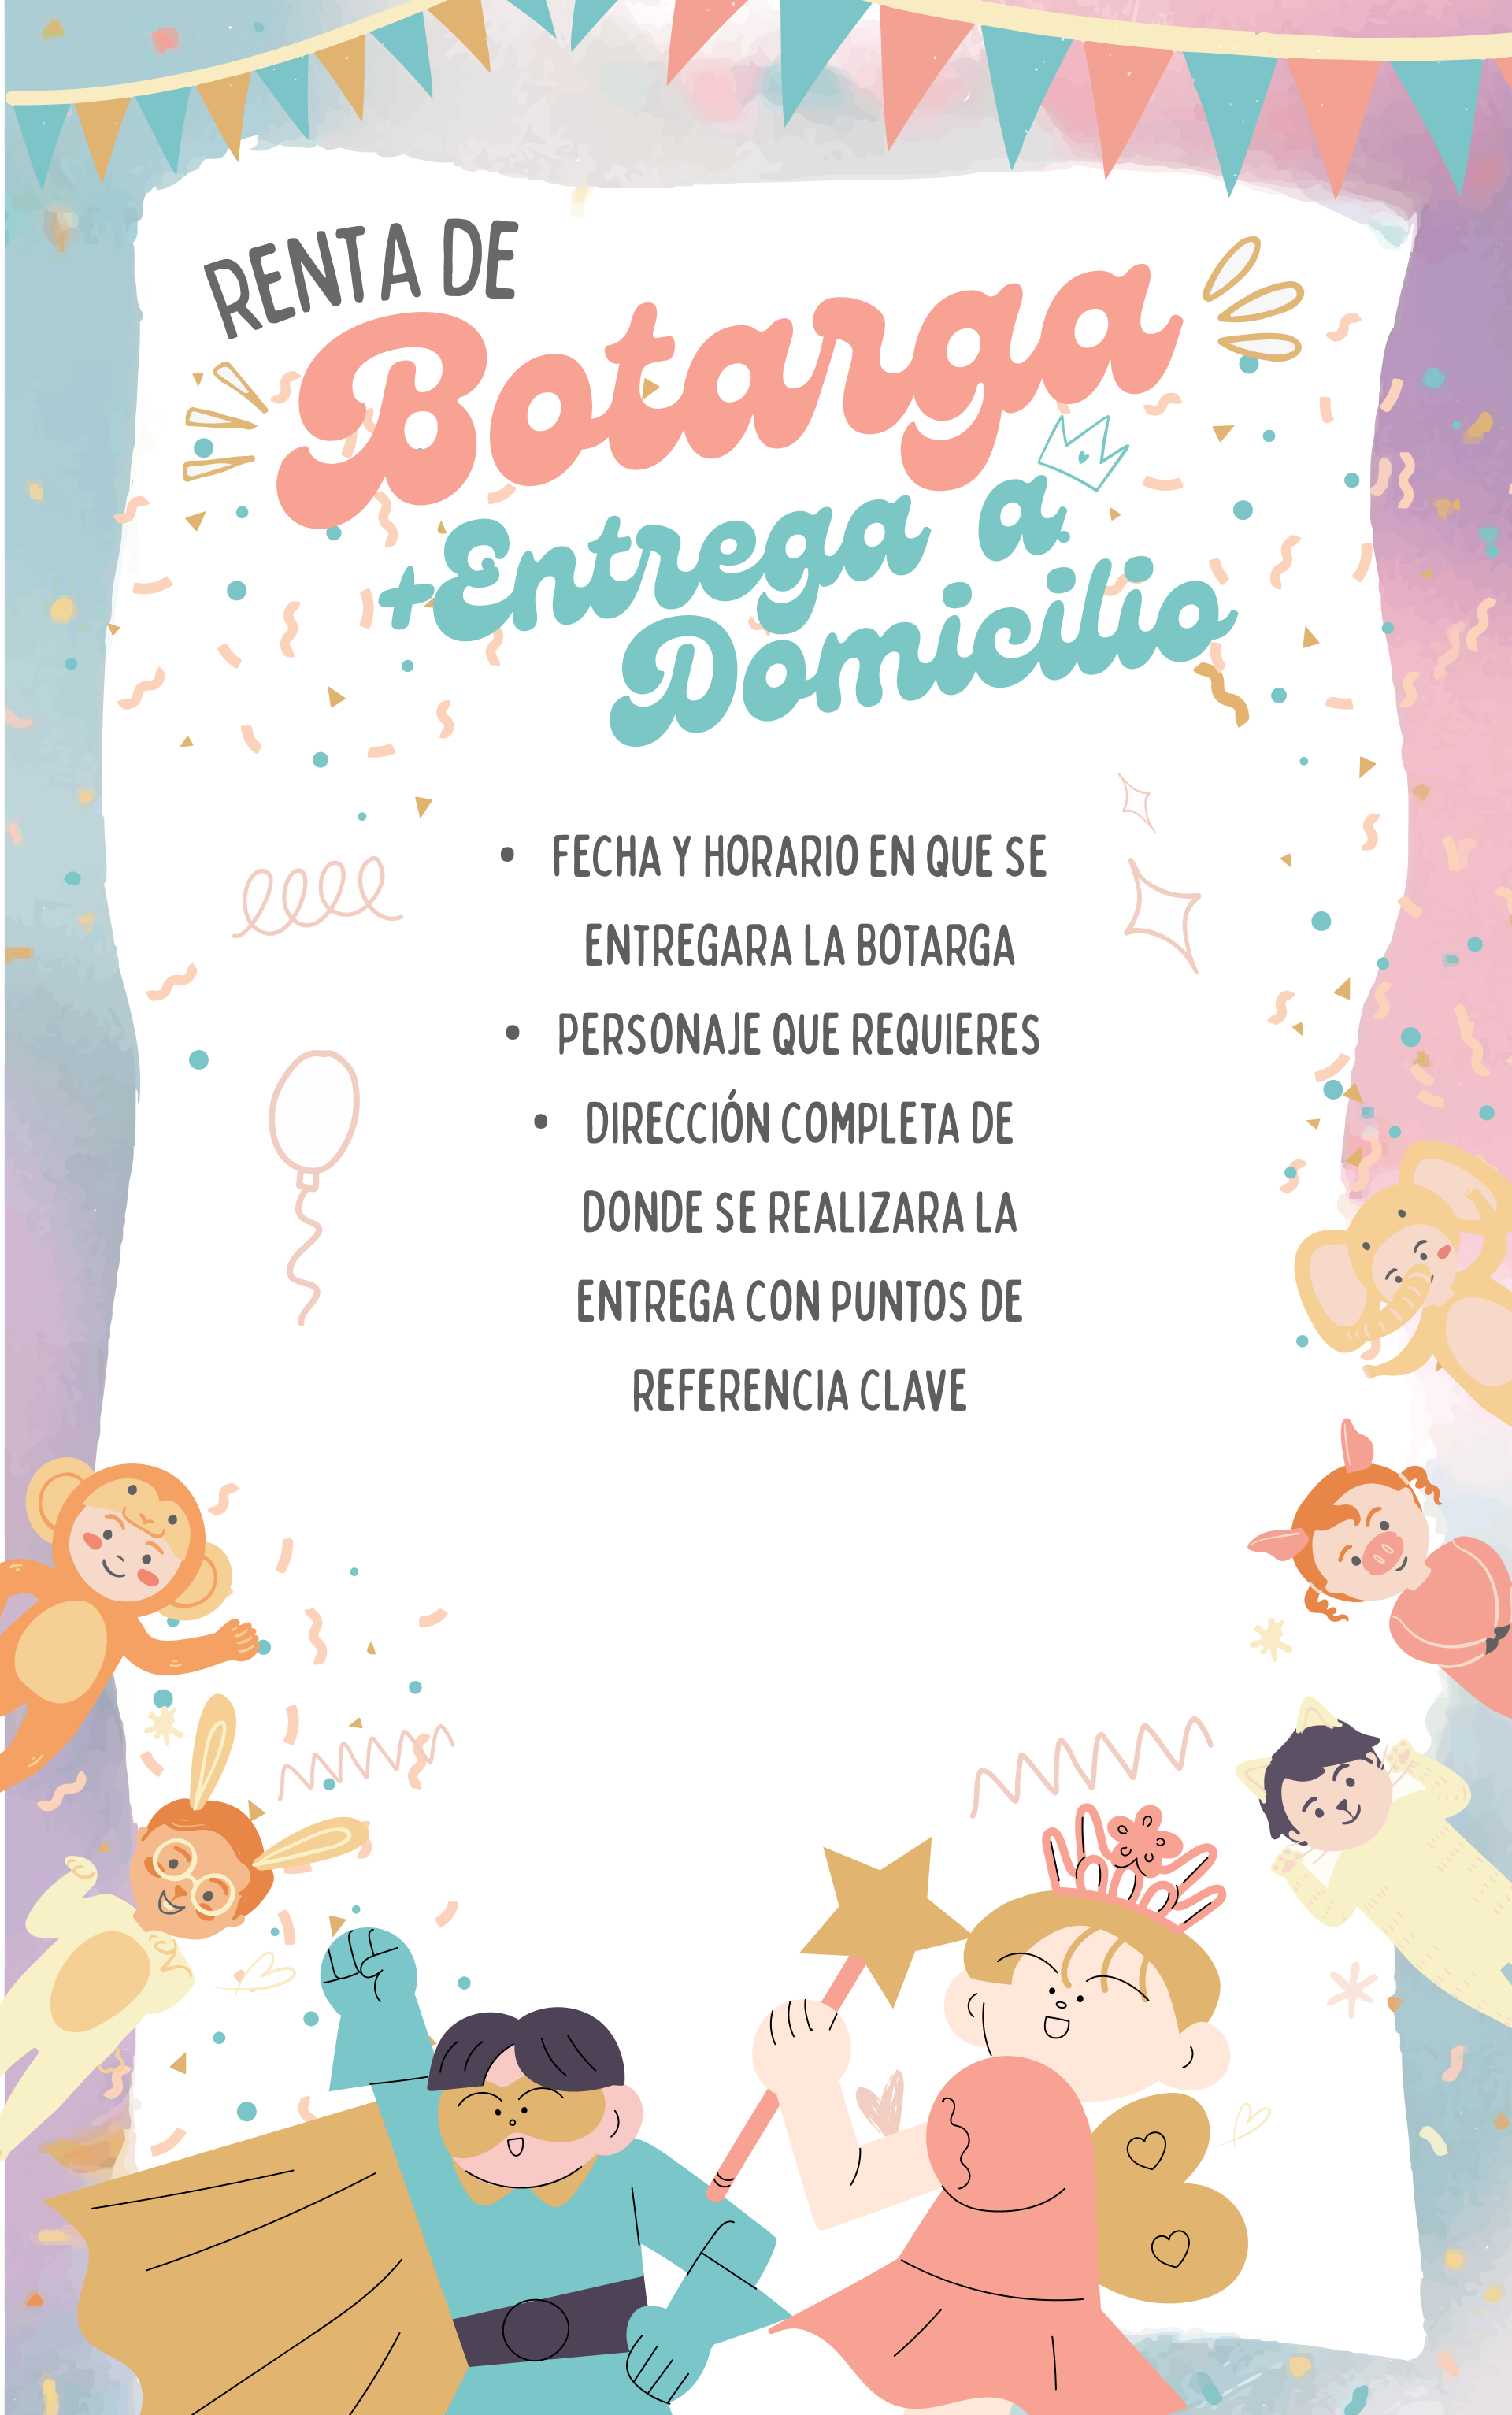 RENTA DE
Botarga
+Entrega a
Domicilio
• FECHA Y HORARIO EN QUE SE
ENTREGARA LA BOTARGA
• PERSONAJE QUE REQUIERES
• DIRECCIÓN COMPLETA DE
DONDE SE REALIZARA LA
ENTREGA CON PUNTOS DE
REFERENCIA CLAVE